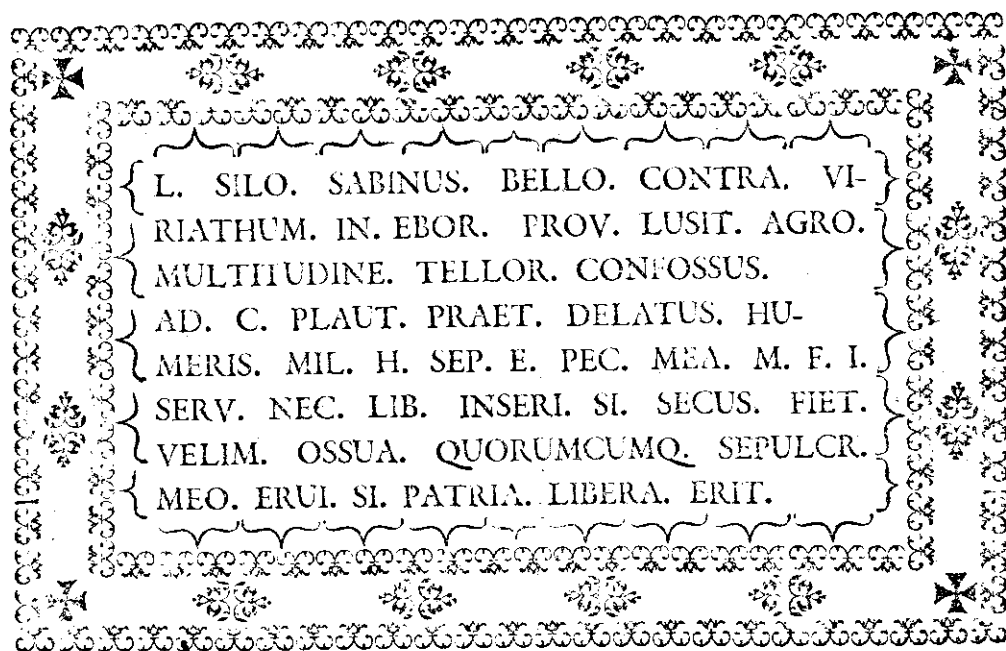 L. SILO. SABINUS. BELLO. CONTRA. VI-
RIATHUM. IN. EBOR. PROV. LUSIT. AGRO.
MULTITUDINE. TELLOR. CONFOSSUS.
AD. C. PLAUT. PRAET. DELATUS. HU-
MERIS. MIL. H. SEP. E. PEC. MEA. M. F. I.
SERV. NEC. LIB. INSERI. SI. SECUS. FIET.
VELIM. OSSUA. QUORUMCUMQ. SEPULCR.
MEO. ERUI. SI. PATRIA. LIBERA. ERIT.